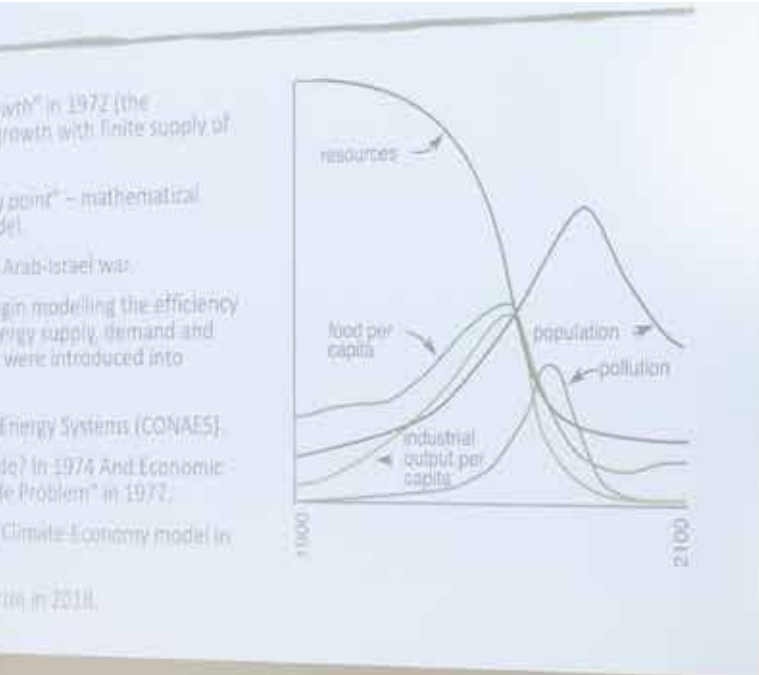 wth" in 1972 (the
growth with finite supply of
point" – mathematical
del.
Arab-Israel war.
gin modelling the efficiency
ergy supply, demand and
were introduced into
Energy Systems (CONAES).
de? In 1974 And Economic
e Problem" in 1977.
Climate-Economy model in
in 2018.
resources
food per
capita
population
pollution
industrial
output per
capita
1900
2100